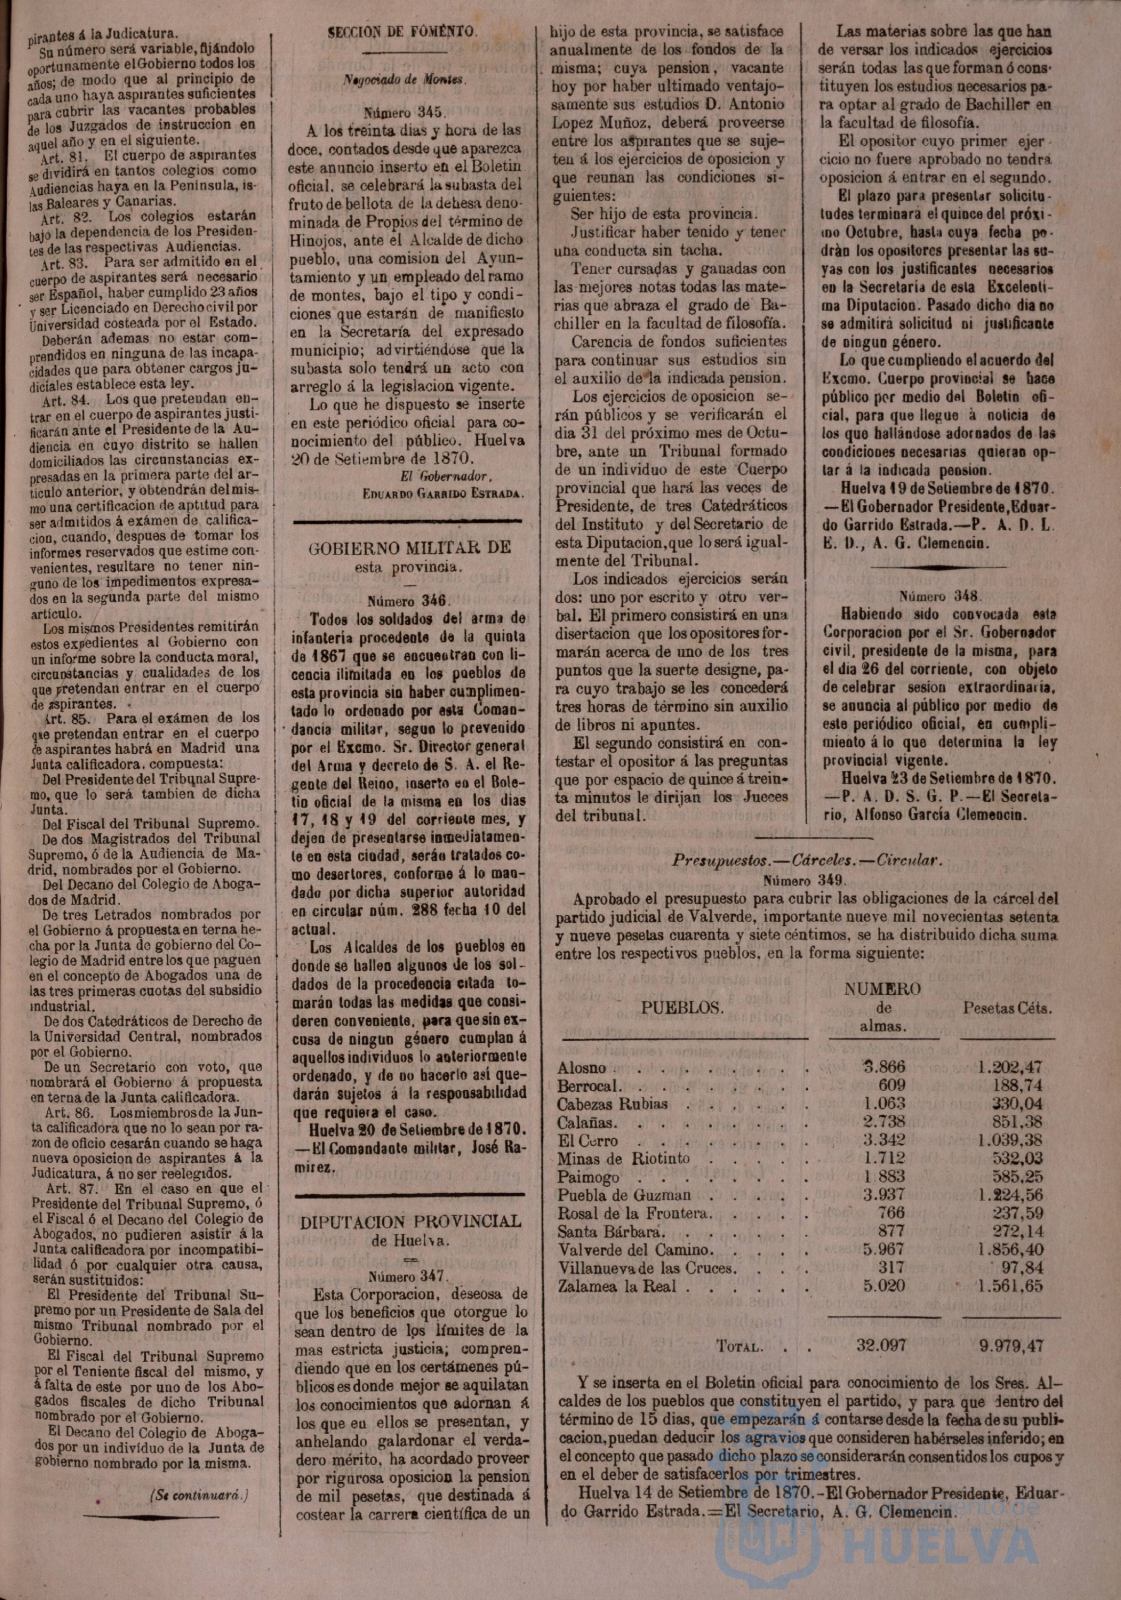 pirantes á la Judicatura.
Su número será variable, fijándolo
oportunamente el Gobierno todos los
años; de modo que al principio de
cada uno haya aspirantes suficientes
para cubrir las vacantes probables
de los Juzgados de instruccion en
aquel año y en el siguiente.
Art. 81. El cuerpo de aspirantes
se dividirá en tantos colegios como
Audiencias haya en la Península, is-
las Baleares y Canarias.
Art. 82. Los colegios estarán
bajo la dependencia de los Presiden-
tes de las respectivas Audiencias.
Art. 83. Para ser admitido en el
cuerpo de aspirantes será necesario
ser Español, haber cumplido 23 años
y ser Licenciado en Derecho civil por
Universidad costeada por el Estado.
Deberán ademas no estar com-
prendidos en ninguna de las incapa-
cidades que para obtener cargos ju-
diciales establece esta ley.
Art. 84. Los que pretendan en-
trar en el cuerpo de aspirantes justi-
ficarán ante el Presidente de la Au-
diencia en cuyo distrito se hallen
domiciliados las circunstancias ex-
presadas en la primera parte del ar-
tículo anterior, y obtendrán del mis-
mo una certificacion de aptitud para
ser admitidos á exámen de califica-
cion, cuando, despues de tomar los
informes reservados que estime con-
venientes, resultare no tener nin-
guno de los impedimentos expresa-
dos en la segunda parte del mismo
artículo.
Los mismos Presidentes remitirán
estos expedientes al Gobierno con
un informe sobre la conducta moral,
circunstancias y cualidades de los
que pretendan entrar en el cuerpo
de aspirantes.
Art. 85. Para el exámen de los
que pretendan entrar en el cuerpo
de aspirantes habrá en Madrid una
Junta calificadora, compuesta:
Del Presidente del Tribunal Supre-
mo, que lo será tambien de dicha
Junta.
Del Fiscal del Tribunal Supremo.
De dos Magistrados del Tribunal
Supremo, ó de la Audiencia de Ma-
drid, nombrados por el Gobierno.
Del Decano del Colegio de Aboga-
dos de Madrid.
De tres Letrados nombrados por
el Gobierno á propuesta en terna he-
cha por la Junta de gobierno del Co-
legio de Madrid entre los que paguen
en el concepto de Abogados una de
las tres primeras cuotas del subsidio
industrial.
De dos Catedráticos de Derecho de
la Universidad Central, nombrados
por el Gobierno.
De un Secretario con voto, que
nombrará el Gobierno á propuesta
en terna de la Junta calificadora.
Art. 86. Los miembros de la Jun-
ta calificadora que no lo sean por ra-
zon de oficio cesarán cuando se haga
nueva oposicion de aspirantes á la
Judicatura, á no ser reelegidos.
Art. 87. En el caso en que el
Presidente del Tribunal Supremo, ó
el Fiscal ó el Decano del Colegio de
Abogados, no pudieren asistir á la
Junta calificadora por incompatibi-
lidad ó por cualquier otra causa,
serán sustituidos:
El Presidente del Tribunal Su-
premo por un Presidente de Sala del
mismo Tribunal nombrado por el
Gobierno.
El Fiscal del Tribunal Supremo
por el Teniente fiscal del mismo, y
á falta de este por uno de los Abo-
gados fiscales de dicho Tribunal
nombrado por el Gobierno.
El Decano del Colegio de Aboga-
dos por un indivíduo de la Junta de
gobierno nombrado por la misma.
(Se continuará.)
SECCION DE FOMENTO.
Negociado de Montes.
Número 345.
A los treinta dias y hora de las
doce, contados desde que aparezca
este anuncio inserto en el Boletin
oficial, se celebrará la subasta del
fruto de bellota de la dehesa deno-
minada de Propios del término de
Hinojos, ante el Alcalde de dicho
pueblo, una comision del Ayun-
tamiento y un empleado del ramo
de montes, bajo el tipo y condi-
ciones que estarán de manifiesto
en la Secretaría del expresado
municipio; advirtiéndose que la
subasta solo tendrá un acto con
arreglo á la legislacion vigente.
Lo que he dispuesto se inserte
en este periódico oficial para co-
nocimiento del público. Huelva
20 de Setiembre de 1870.
El Gobernador,
EDUARDO GARRIDO ESTRADA.
GOBIERNO MILITAR DE
esta provincia.
Número 346.
Todos los soldados del arma de
infantería procedente de la quinta
de 1867 que se encuentran con li-
cencia ilimitada en los pueblos de
esta provincia sin haber cumplimen-
tado lo ordenado por esta Coman-
dancia militar, segun lo prevenido
por el Excmo. Sr. Director general
del Arma y decreto de S. A. el Re-
gente del Reino, inserto en el Bole-
tin oficial de la misma en los dias
17, 18 y 19 del corriente mes, y
dejen de presentarse inmediatamen-
te en esta ciudad, serán tratados co-
mo desertores, conforme á lo man-
dado por dicha superior autoridad
en circular núm. 288 fecha 10 del
actual.
Los Alcaldes de los pueblos en
donde se hallen algunos de los sol-
dados de la procedencia citada to-
marán todas las medidas que consi-
deren conveniente, para que sin ex-
cusa de ningun género cumplan á
aquellos individuos lo anteriormente
ordenado, y de no hacerlo así que-
darán sujetos á la responsabilidad
que requiera el caso.
Huelva 20 de Setiembre de 1870.
—El Comandante militar, José Ra-
mirez.
DIPUTACION PROVINCIAL
de Huelva.
Número 347.
Esta Corporacion, deseosa de
que los beneficios que otorgue lo
sean dentro de los límites de la
mas estricta justicia; compren-
diendo que en los certámenes pú-
blicos es donde mejor se aquilatan
los conocimientos que adornan á
los que en ellos se presentan, y
anhelando galardonar el verda-
dero mérito, ha acordado proveer
por rigurosa oposicion la pension
de mil pesetas, que destinada á
costear la carrera científica de un
hijo de esta provincia, se satisface
anualmente de los fondos de la
misma; cuya pension, vacante
hoy por haber ultimado ventajo-
samente sus estudios D. Antonio
Lopez Muñoz, deberá proveerse
entre los aspirantes que se suje-
ten á los ejercicios de oposicion y
que reunan las condiciones si-
guientes:
Ser hijo de esta provincia.
Justificar haber tenido y tener
una conducta sin tacha.
Tener cursadas y ganadas con
las mejores notas todas las mate-
rias que abraza el grado de Ba-
chiller en la facultad de filosofía.
Carencia de fondos suficientes
para continuar sus estudios sin
el auxilio de la indicada pension.
Los ejercicios de oposicion se-
rán públicos y se verificarán el
dia 31 del próximo mes de Octu-
bre, ante un Tribunal formado
de un individuo de este Cuerpo
provincial que hará las veces de
Presidente, de tres Catedráticos
del Instituto y del Secretario de
esta Diputacion, que lo será igual-
mente del Tribunal.
Los indicados ejercicios serán
dos: uno por escrito y otro ver-
bal. El primero consistirá en una
disertacion que los opositores for-
marán acerca de uno de los tres
puntos que la suerte designe, pa-
ra cuyo trabajo se les concederá
tres horas de término sin auxilio
de libros ni apuntes.
El segundo consistirá en con-
testar el opositor á las preguntas
que por espacio de quince á trein-
ta minutos le dirijan los Jueces
del tribunal.
Las materias sobre las que han
de versar los indicados ejercicios
serán todas las que forman ó cons-
tituyen los estudios necesarios pa-
ra optar al grado de Bachiller en
la facultad de filosofía.
El opositor cuyo primer ejer-
cicio no fuere aprobado no tendra
oposicion á entrar en el segundo.
El plazo para presentar solicitu-
tudes terminará el quince del próxi-
mo Octubre, hasta cuya fecha po-
drán los opositores presentar las su-
yas con los justificantes necesarios
en la Secretaria de esta Excelentí-
ma Diputacion. Pasado dicho dia no
se admitirá solicitud ni justificante
de ningun género.
Lo que cumpliendo el acuerdo del
Excmo. Cuerpo provincial se hace
público por medio del Boletin ofi-
cial, para que llegue á noticia de
los que hallándose adornados de las
condiciones necesarias quieran op-
tar á la indicada pension.
Huelva 19 de Setiembre de 1870.
—El Gobernador Presidente, Eduar-
do Garrido Estrada.—P. A. D. L.
E. D., A. G. Clemencin.
Número 348.
Habiendo sido convocada esta
Corporacion por el Sr. Gobernador
civil, presidente de la misma, para
el dia 26 del corriente, con objeto
de celebrar sesion extraordinaria,
se anuncia al público por medio de
este periódico oficial, en cumpli-
miento á lo que determina la ley
provincial vigente.
Huelva 23 de Setiembre de 1870.
—P. A. D. S. G. P.—El Secreta-
rio, Alfonso García Clemencin.
Presupuestos.—Cárceles.—Circular.
Número 349.
Aprobado el presupuesto para cubrir las obligaciones de la cárcel del
partido judicial de Valverde, importante nueve mil novecientas setenta
y nueve pesetas cuarenta y siete céntimos, se ha distribuido dicha suma
entre los respectivos pueblos, en la forma siguiente:
PUEBLOS. NUMERO de almas. Pesetas Céts.
Alosno . . . . . . . . . 3.866 1.202,47
Berrocal. . . . . . . . . 609 188,74
Cabezas Rubias . . . . . . 1.063 330,04
Calañas. . . . . . . . . 2.738 851,38
El Cerro . . . . . . . . 3.342 1.039,38
Minas de Riotinto . . . . . 1.712 532,03
Paimogo . . . . . . . . 1.883 585,25
Puebla de Guzman . . . . . 3.937 1.224,56
Rosal de la Frontera. . . . . 766 237,59
Santa Bárbara. . . . . . . 877 272,14
Valverde del Camino. . . . . 5.967 1.856,40
Villanueva de las Cruces. . . . 317 97,84
Zalamea la Real . . . . . . 5.020 1.561,65
TOTAL. . . 32.097 9.979,47
Y se inserta en el Boletin oficial para conocimiento de los Sres. Al-
caldes de los pueblos que constituyen el partido, y para que dentro del
término de 15 dias, que empezarán á contarse desde la fecha de su publi-
cacion, puedan deducir los agravios que consideren habérseles inferido; en
el concepto que pasado dicho plazo se considerarán consentidos los cupos y
en el deber de satisfacerlos por trimestres.
Huelva 14 de Setiembre de 1870.-El Gobernador Presidente, Eduar-
do Garrido Estrada.=El Secretario, A. G. Clemencin.
Ayuntamiento de
HUELVA